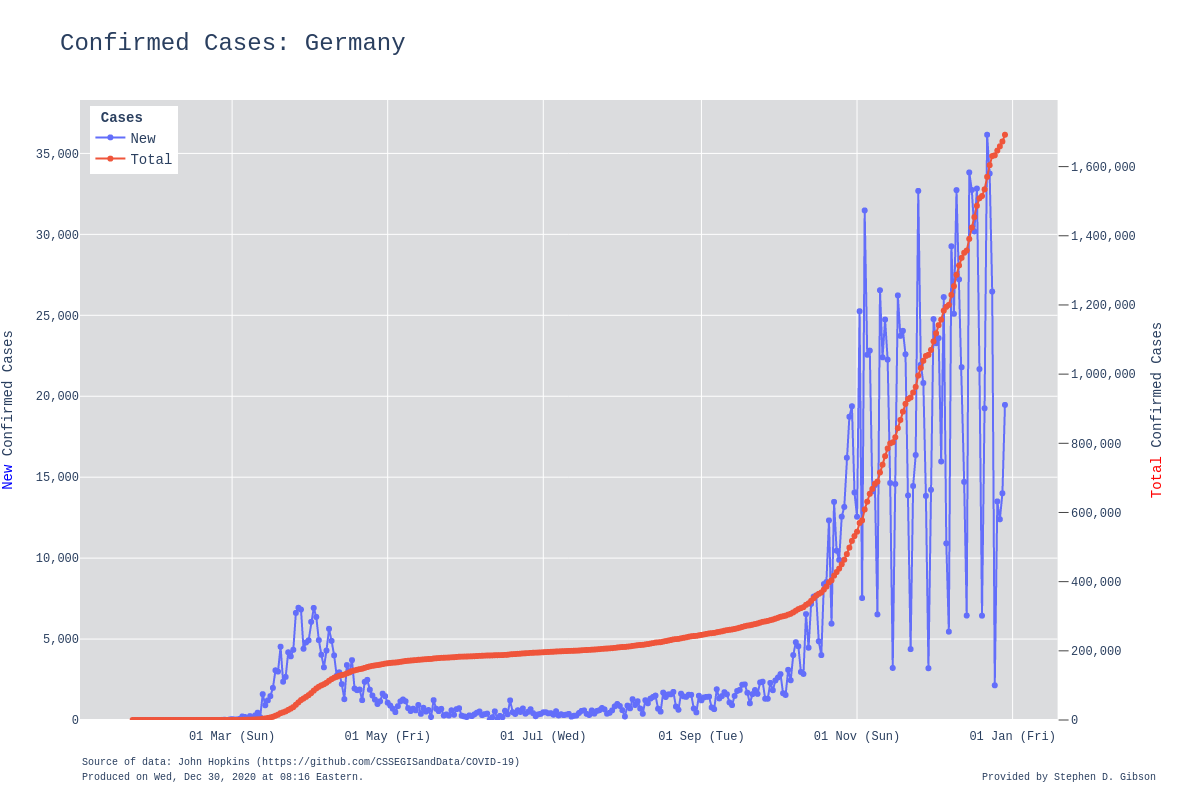 Confirmed Cases: Germany
Cases
New
Total
35,000
30,000
25,000
20,000
15,000
10,000
5,000
0
New Confirmed Cases
1,600,000
1,400,000
1,200,000
1,000,000
800,000
600,000
400,000
200,000
0
Total Confirmed Cases
01 Mar (Sun)
01 May (Fri)
01 Jul (Wed)
01 Sep (Tue)
01 Nov (Sun)
01 Jan (Fri)
Source of data: John Hopkins (https://github.com/CSSEGISandData/COVID-19)
Produced on Wed, Dec 30, 2020 at 08:16 Eastern.
Provided by Stephen D. Gibson